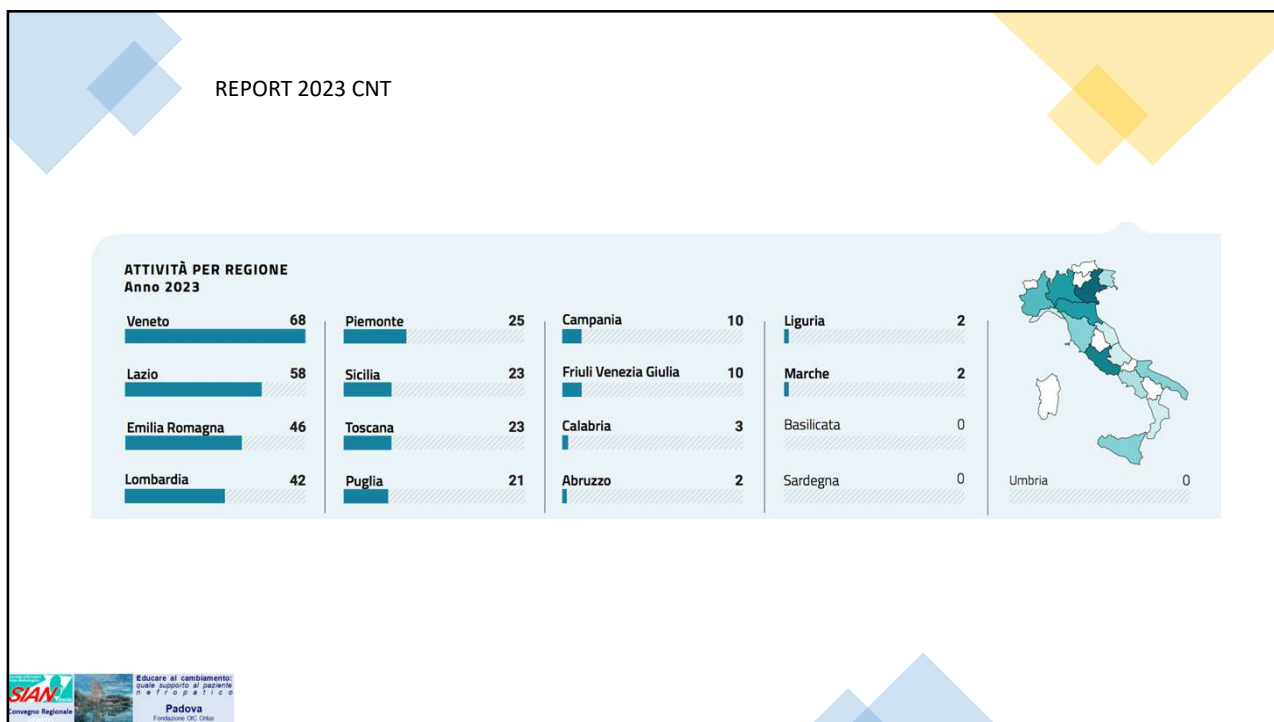 REPORT 2023 CNT
ATTIVITÀ PER REGIONE
Anno 2023
Veneto 68
Lazio 58
Emilia Romagna 46
Lombardia 42
Piemonte 25
Sicilia 23
Toscana 23
Puglia 21
Campania 10
Friuli Venezia Giulia 10
Calabria 3
Abruzzo 2
Liguria 2
Marche 2
Basilicata 0
Sardegna 0
Umbria 0
SIAN
Convegno Regionale
Educare al cambiamento:
quale supporto al paziente
nefropatico
Padova
Fondazione OIC Onlus